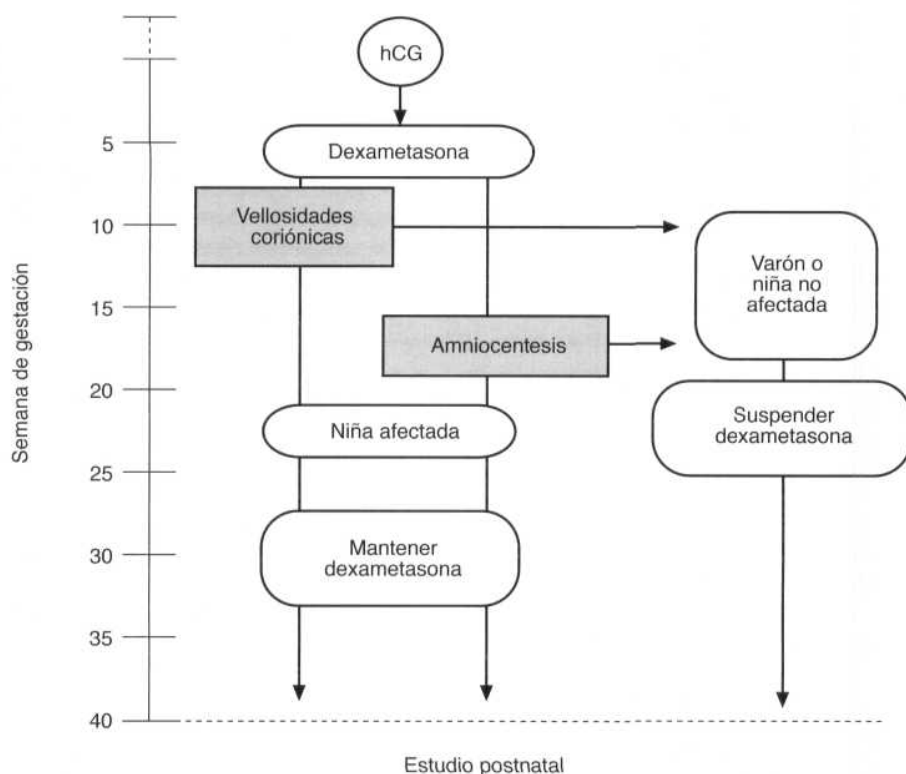 hCG
Dexametasona
5
Vellosidades
coriónicas
10
Varón o
niña no
afectada
15
Amniocentesis
20
Suspender
dexametasona
Niña afectada
25
Mantener
dexametasona
30
35
40
Semana de gestación
Estudio postnatal